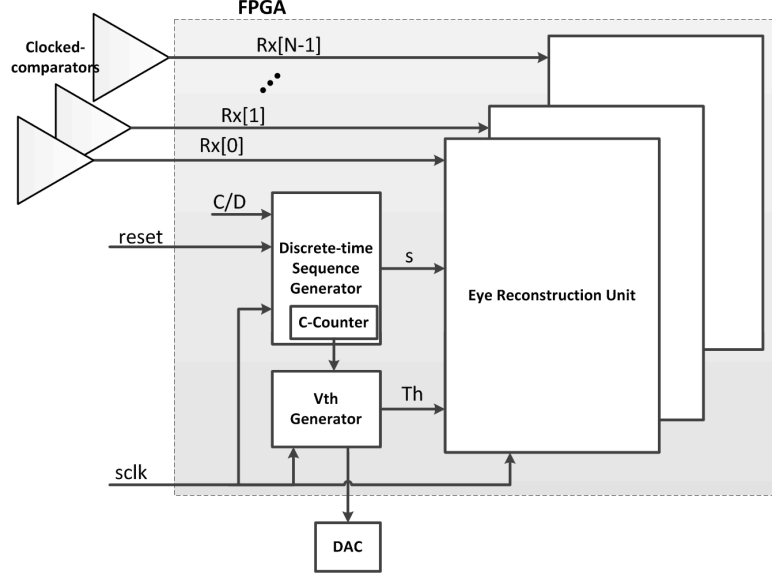 FPGA
Clocked-
comparators
Rx[N-1]
Rx[1]
Rx[0]
C/D
reset
Discrete-time
Sequence
Generator
s
Eye Reconstruction Unit
C-Counter
Vth
Generator
Th
sclk
DAC